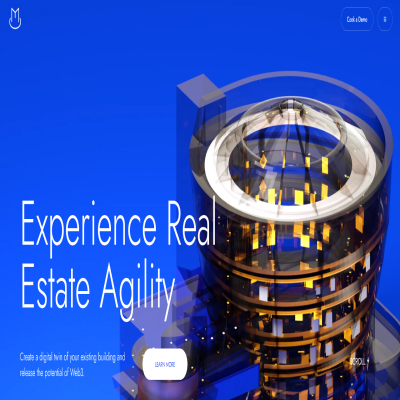 Book a Demo
Experience Real
Estate Agility
Create a digital twin of your existing building and
release the potential of Web3.
LEARN MORE
SCROLL